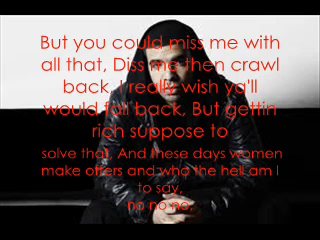 But you could miss me with
all that, Diss me then crawl
back, I really wish ya'll
would fall back, But gettin
rich suppose to
solve that, And these days women
make offers and who the hell am I
to say,
no no no,